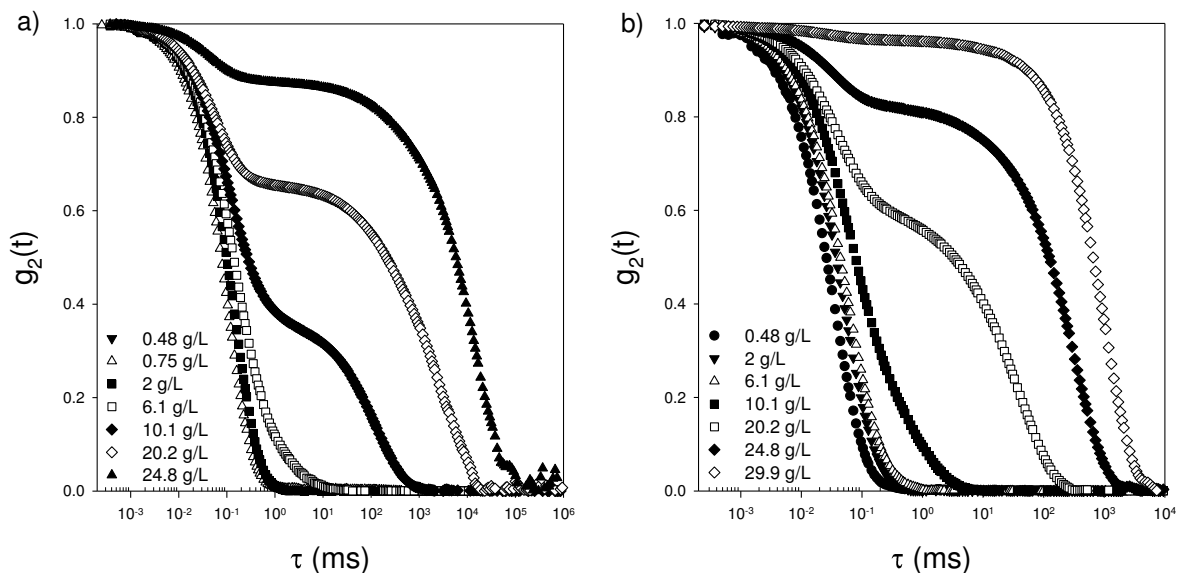 a)
1.0
0.8
0.6
0.4
0.2
0.0
g₂(t)
0.48 g/L
0.75 g/L
2 g/L
6.1 g/L
10.1 g/L
20.2 g/L
24.8 g/L
10⁻³ 10⁻² 10⁻¹ 10⁰ 10¹ 10² 10³ 10⁴ 10⁵ 10⁶
τ (ms)
b)
1.0
0.8
0.6
0.4
0.2
0.0
g₂(t)
0.48 g/L
2 g/L
6.1 g/L
10.1 g/L
20.2 g/L
24.8 g/L
29.9 g/L
10⁻³ 10⁻² 10⁻¹ 10⁰ 10¹ 10² 10³ 10⁴
τ (ms)